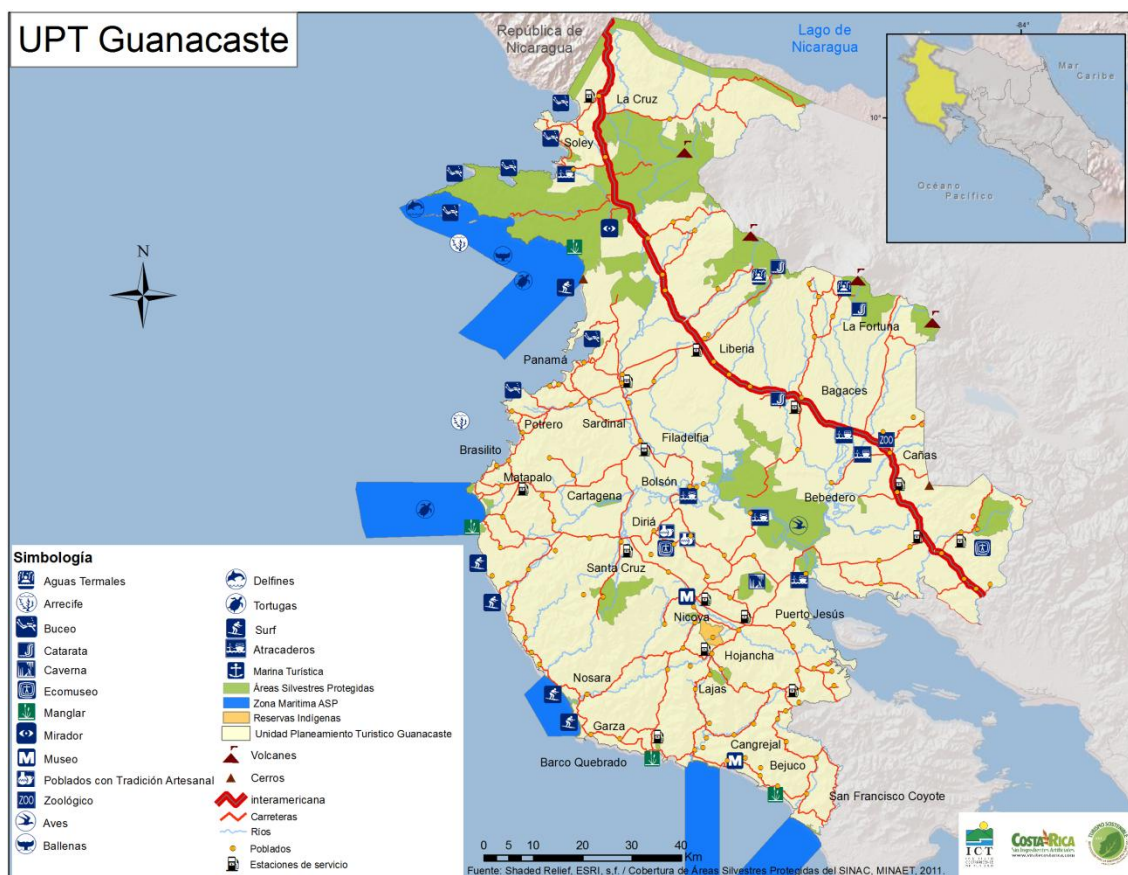 UPT Guanacaste
República de
Nicaragua
Lago de
Nicaragua
-84°
Mar
Caribe
10°
Océano
Pacífico
La Cruz
Soley
N
La Fortuna
Panamá
Liberia
Bagaces
Potrero
Sardinal
Filadelfia
ZOO
Cañas
Brasilito
Matapalo
Cartagena
Bolsón
Bebedero
Diriá
Santa Cruz
M
Nicoya
Puerto Jesús
Hojancha
Nosara
Lajas
Garza
Barco Quebrado
Cangrejal
M
Bejuco
San Francisco Coyote
Simbología
Aguas Termales
Arrecife
Buceo
Catarata
Caverna
Ecomuseo
Manglar
Mirador
M Museo
Poblados con Tradición Artesanal
ZOO Zoológico
Aves
Ballenas
Delfines
Tortugas
Surf
Atracaderos
Marina Turística
Áreas Silvestres Protegidas
Zona Marítima ASP
Reservas Indígenas
Unidad Planeamiento Turistico Guanacaste
Volcanes
Cerros
interamericana
Carreteras
Ríos
Poblados
Estaciones de servicio
0 5 10 20 30 40
Km
Fuente: Shaded Relief, ESRI, s.f. / Cobertura de Áreas Silvestres Protegidas del SINAC, MINAET, 2011.
ICT
COSTA RICA